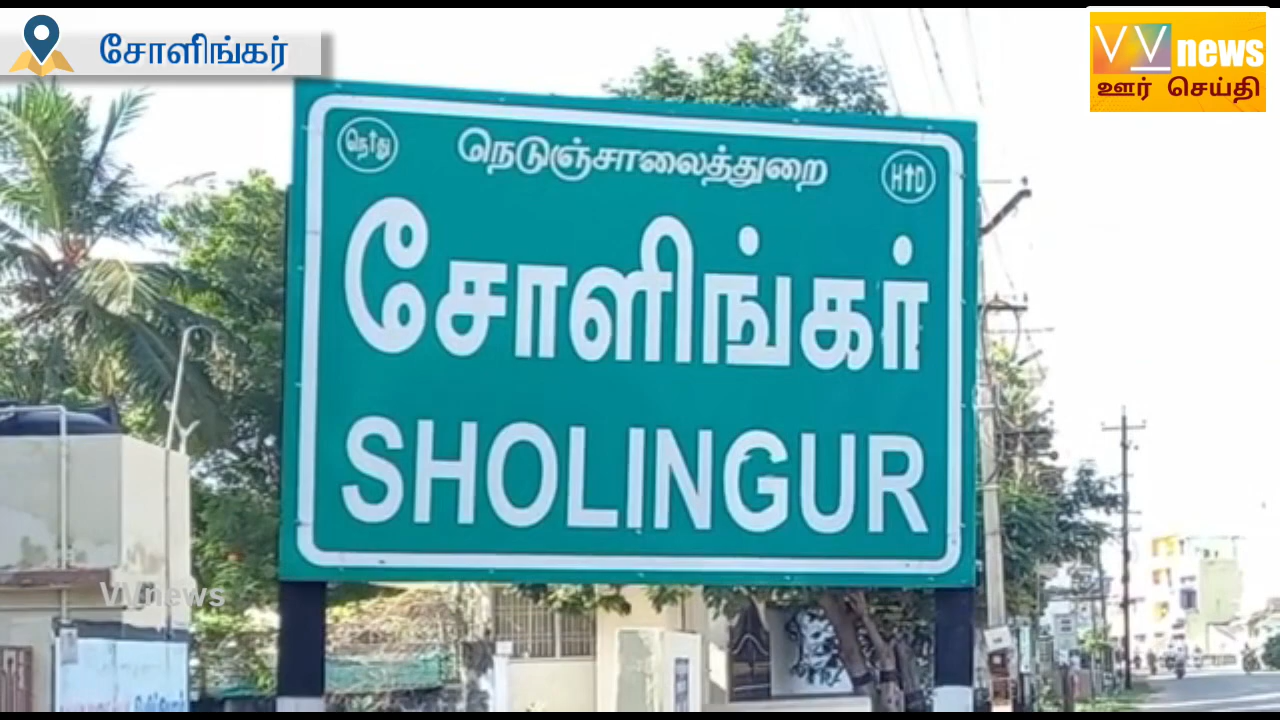 சோளிங்கர்
VV news
ஊர் செய்தி
நெ↑து
நெடுஞ்சாலைத்துறை
H↑D
சோளிங்கர்
SHOLINGUR
VVnews